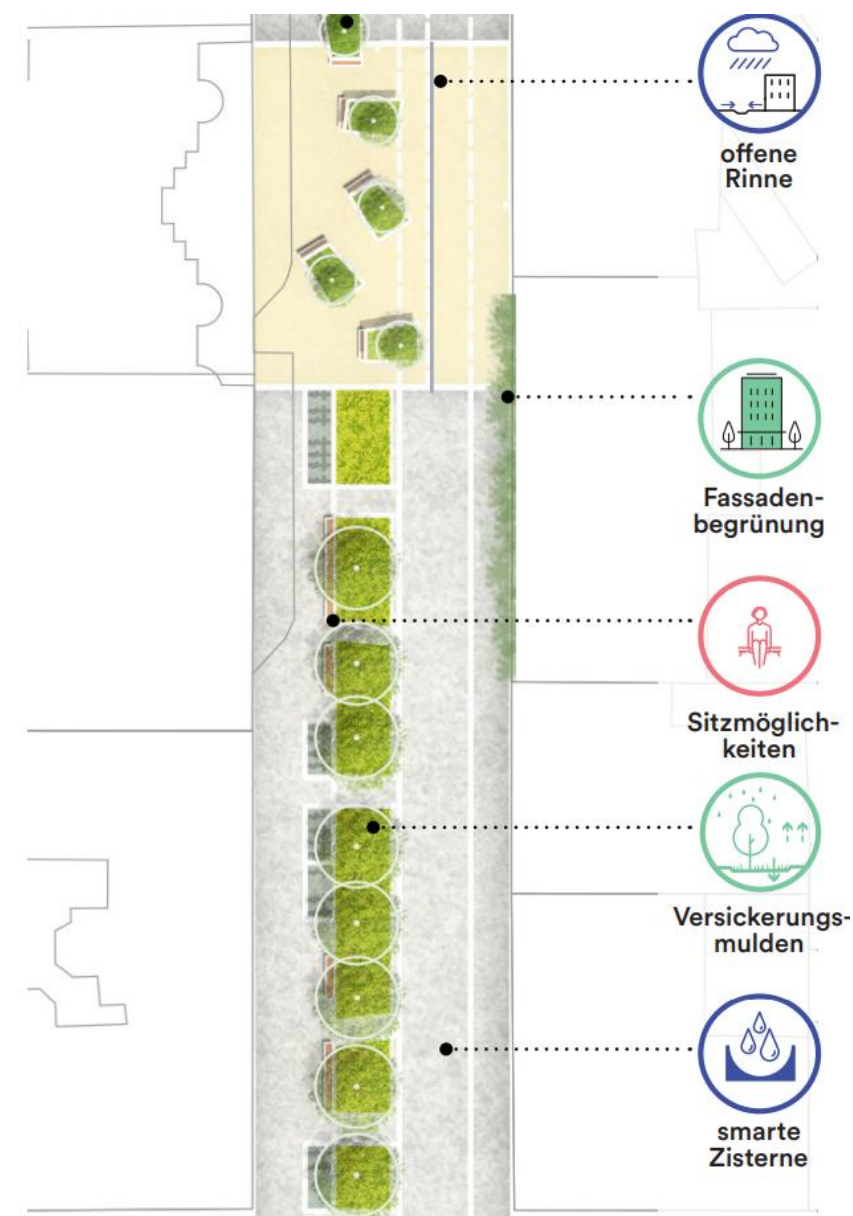 offene
Rinne
Fassaden-
begrünung
Sitzmöglich-
keiten
Versickerungs-
mulden
smarte
Zisterne